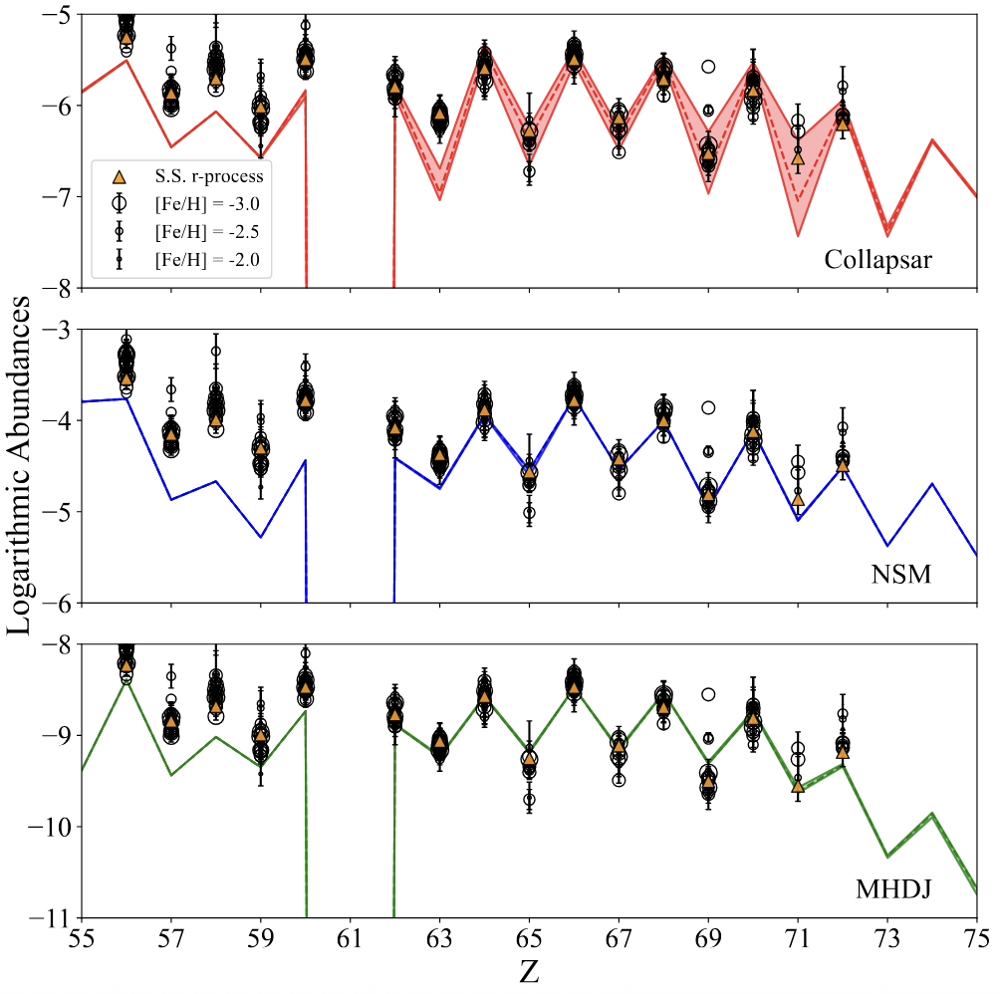 −5
−6
−7
−8
S.S. r-process
[Fe/H] = -3.0
[Fe/H] = -2.5
[Fe/H] = -2.0
Collapsar
Logarithmic Abundances
−3
−4
−5
−6
NSM
−8
−9
−10
−11
MHDJ
55 57 59 61 63 65 67 69 71 73 75
Z